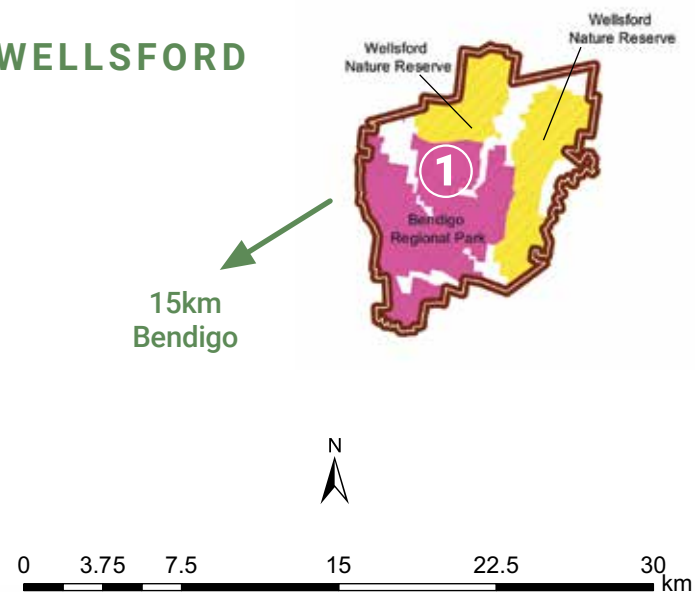 WELLSFORD
Wellsford
Nature Reserve
Wellsford
Nature Reserve
1
Bendigo
Regional Park
15km
Bendigo
N
0 3.75 7.5 15 22.5 30
km